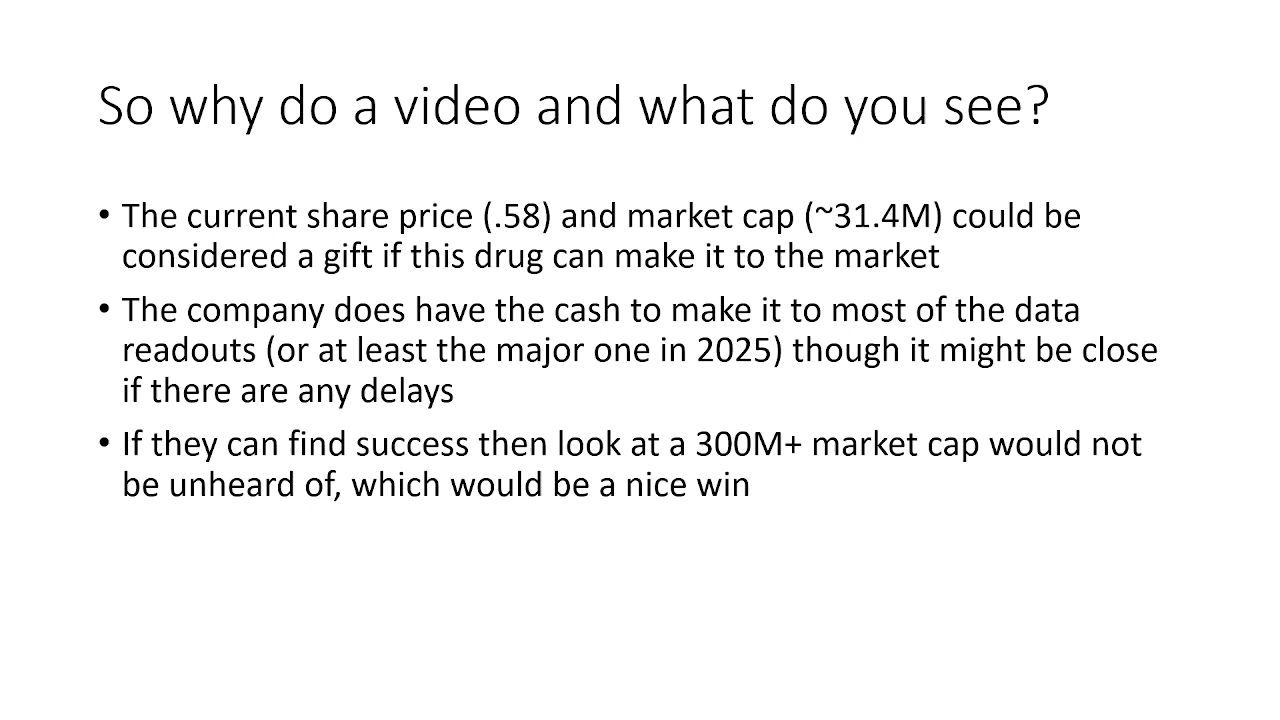 So why do a video and what do you see?
• The current share price (.58) and market cap (~31.4M) could be
considered a gift if this drug can make it to the market
• The company does have the cash to make it to most of the data
readouts (or at least the major one in 2025) though it might be close
if there are any delays
• If they can find success then look at a 300M+ market cap would not
be unheard of, which would be a nice win